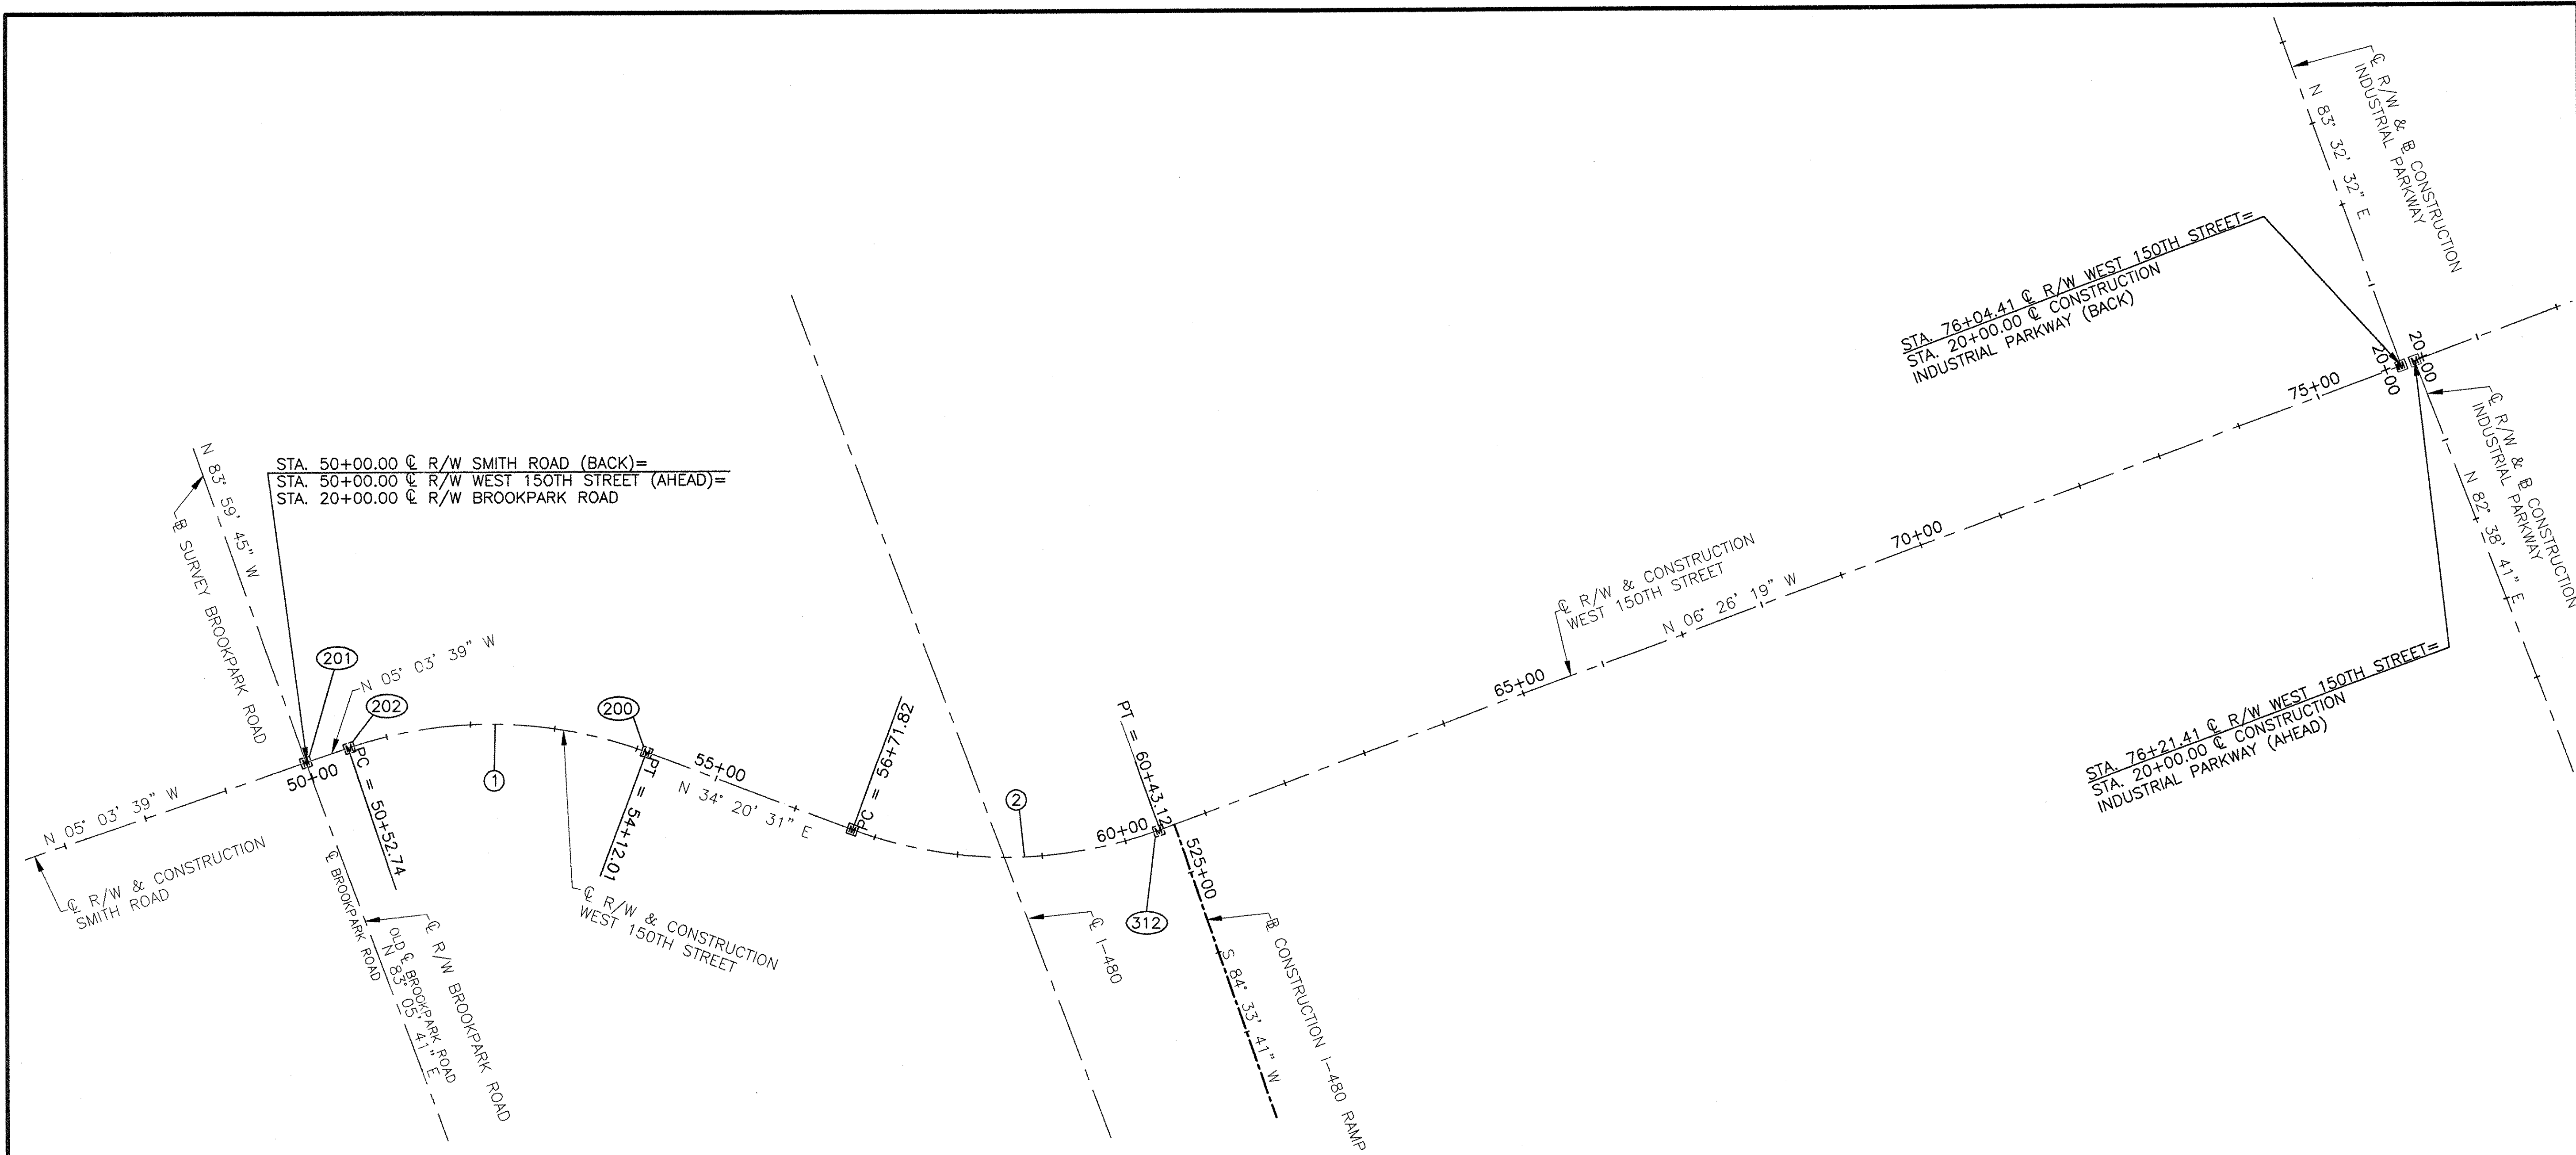 ℄ R/W & ⅊ CONSTRUCTION
INDUSTRIAL PARKWAY
N 83° 32' 32" E
STA. 76+04.41 ℄ R/W WEST 150TH STREET=
STA. 20+00.00 ℄ CONSTRUCTION
INDUSTRIAL PARKWAY (BACK)
20+00
20+00
75+00
℄ R/W & ⅊ CONSTRUCTION
INDUSTRIAL PARKWAY
N 82° 38' 41" E
STA. 50+00.00 ℄ R/W SMITH ROAD (BACK)=
STA. 50+00.00 ℄ R/W WEST 150TH STREET (AHEAD)=
STA. 20+00.00 ℄ R/W BROOKPARK ROAD
N 83° 59' 45" W
⅊ SURVEY BROOKPARK ROAD
70+00
℄ R/W & CONSTRUCTION
WEST 150TH STREET
N 06° 26' 19" W
65+00
201
N 05° 03' 39" W
202
200
50+00
PC = 50+52.74
1
PT = 54+12.01
55+00
N 34° 20' 31" E
PC = 56+71.82
2
60+00
PT = 60+43.12
312
525+00
STA. 76+21.41 ℄ R/W WEST 150TH STREET=
STA. 20+00.00 ℄ CONSTRUCTION
INDUSTRIAL PARKWAY (AHEAD)
N 05° 03' 39" W
℄ R/W & CONSTRUCTION
SMITH ROAD
℄ BROOKPARK ROAD
OLD ℄ BROOKPARK ROAD
N 83° 05' 41" E
℄ R/W BROOKPARK ROAD
℄ R/W & CONSTRUCTION
WEST 150TH STREET
℄ I-480
⅊ CONSTRUCTION I-480 RAMP
S 84° 33' 41" W